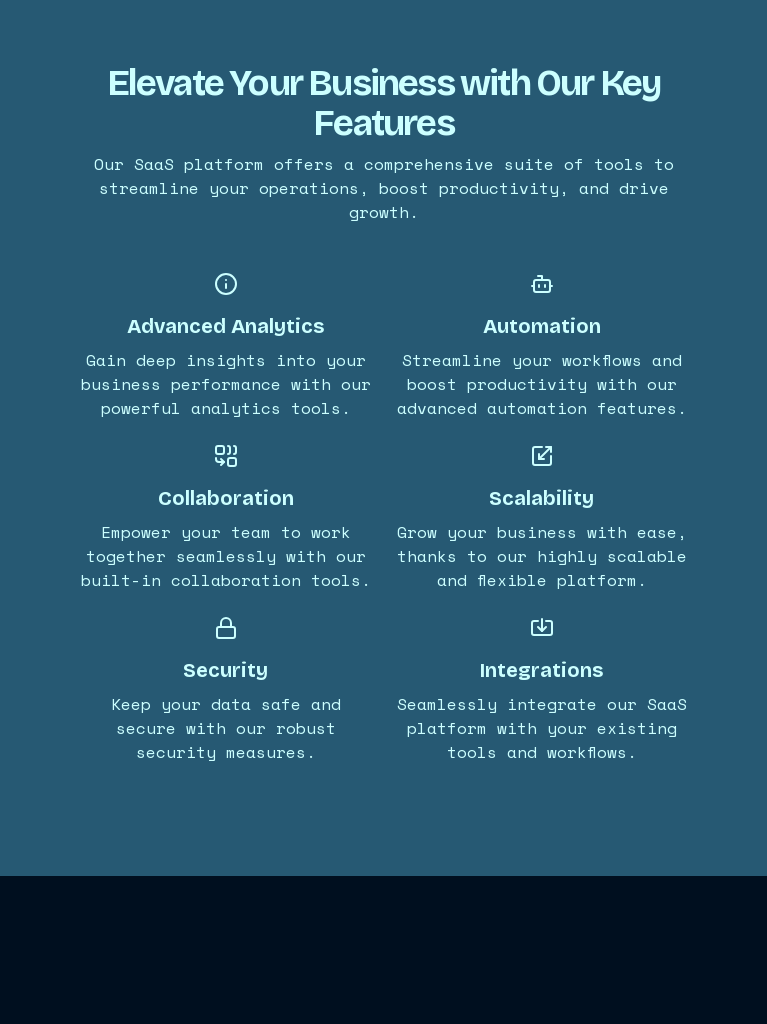 Elevate Your Business with Our Key
Features
Our SaaS platform offers a comprehensive suite of tools to
streamline your operations, boost productivity, and drive
growth.
Advanced Analytics
Gain deep insights into your
business performance with our
powerful analytics tools.
Automation
Streamline your workflows and
boost productivity with our
advanced automation features.
Collaboration
Empower your team to work
together seamlessly with our
built-in collaboration tools.
Scalability
Grow your business with ease,
thanks to our highly scalable
and flexible platform.
Security
Keep your data safe and
secure with our robust
security measures.
Integrations
Seamlessly integrate our SaaS
platform with your existing
tools and workflows.